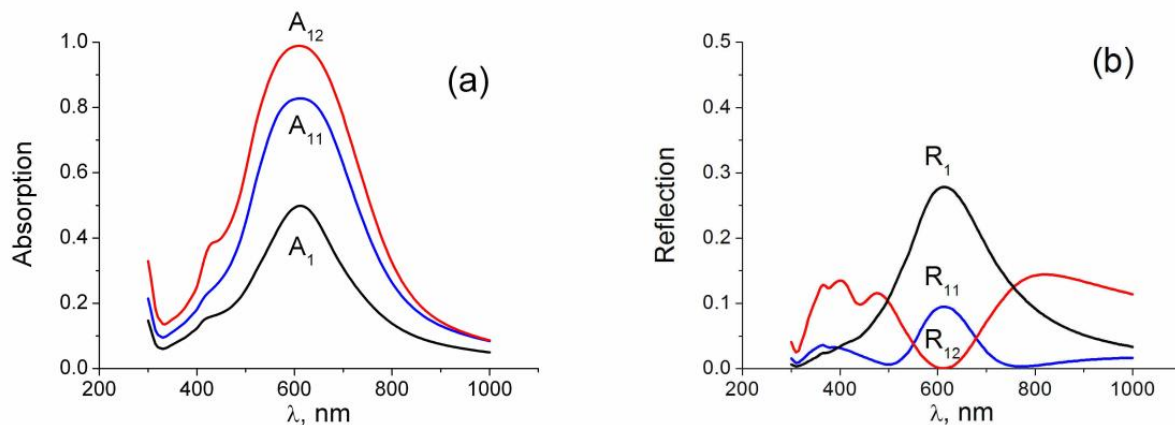 (a)
A₁₂
A₁₁
A₁
Absorption
1.0
0.8
0.6
0.4
0.2
0.0
200 400 600 800 1000
λ, nm
(b)
R₁
R₁₁
R₁₂
Reflection
0.5
0.4
0.3
0.2
0.1
0.0
200 400 600 800 1000
λ, nm